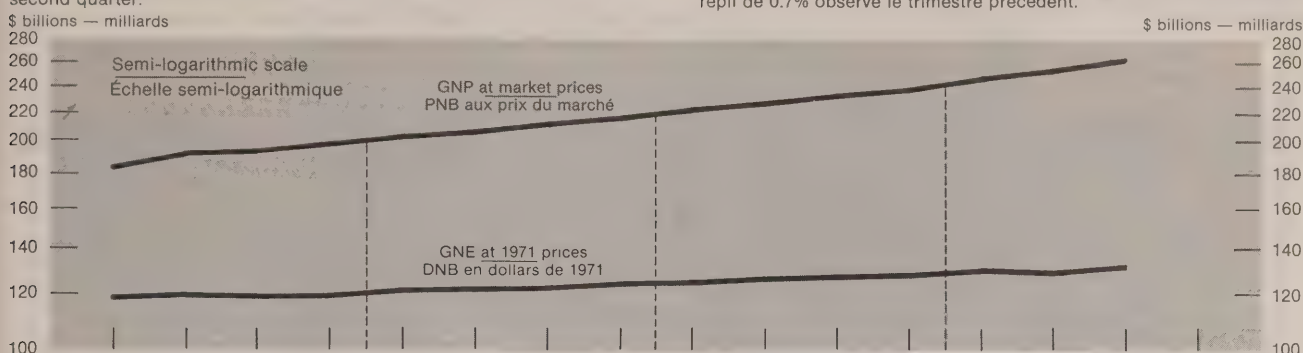 second quarter.
repli de 0.7% observé le trimestre précédent.
$ billions — milliards
$ billions — milliards
280
280
260
260
Semi-logarithmic scale
Échelle semi-logarithmique
GNP at market prices
PNB aux prix du marché
240
240
220
220
200
200
180
180
160
160
140
140
GNE at 1971 prices
DNB en dollars de 1971
120
120
100
100